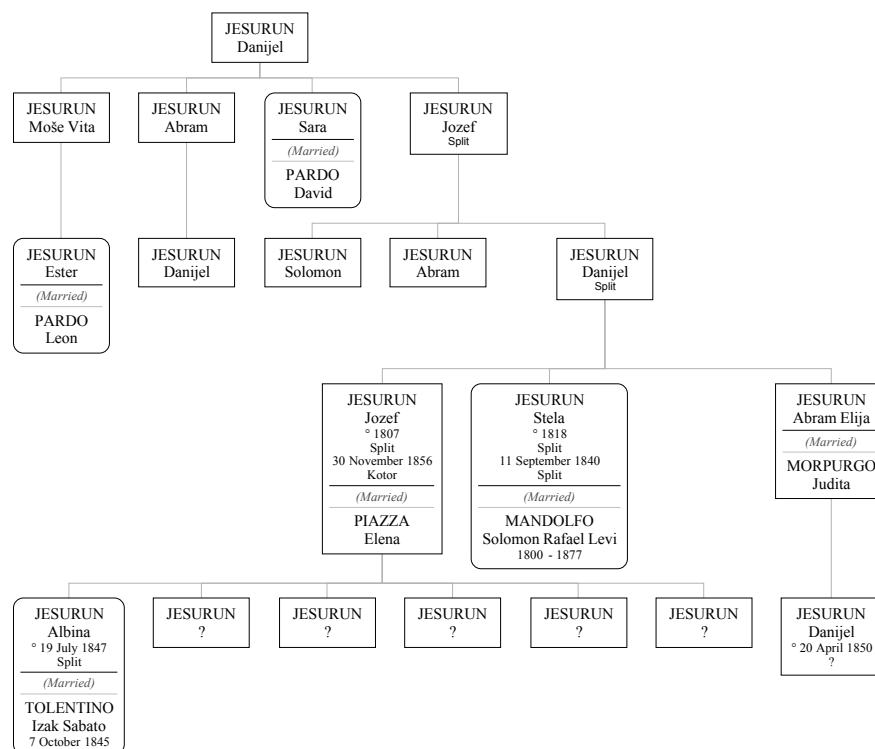 JESURUN
Danijel
JESURUN
Moše Vita
JESURUN
Abram
JESURUN
Sara
(Married)
PARDO
David
JESURUN
Jozef
Split
JESURUN
Ester
(Married)
PARDO
Leon
JESURUN
Danijel
JESURUN
Solomon
JESURUN
Abram
JESURUN
Danijel
Split
JESURUN
Jozef
° 1807
Split
30 November 1856
Kotor
(Married)
PIAZZA
Elena
JESURUN
Stela
° 1818
Split
11 September 1840
Split
(Married)
MANDOLFO
Solomon Rafael Levi
1800 - 1877
JESURUN
Abram Elija
(Married)
MORPURGO
Judita
JESURUN
Albina
° 19 July 1847
Split
(Married)
TOLENTINO
Izak Sabato
7 October 1845
JESURUN
?
JESURUN
?
JESURUN
?
JESURUN
?
JESURUN
?
JESURUN
Danijel
° 20 April 1850
?